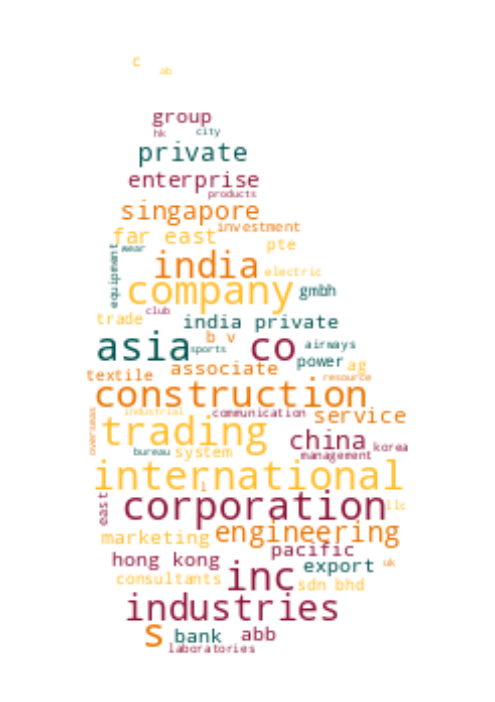 c
ab
group
hk city
private
enterprise
products
singapore
investment
far east
pte
wear
equipment
india
electric
company
gmbh
club
trade
india private
b v
asia
co
airways
sports
power
associate
ag
textile
resource
construction
industrial
communication
service
overseas
trading
china
korea
bureau
system
management
international
l
corporation
llc
east
engineering
marketing
pacific
hong kong
export
uk
consultants
inc
sdn bhd
industries
s
bank
abb
laboratories